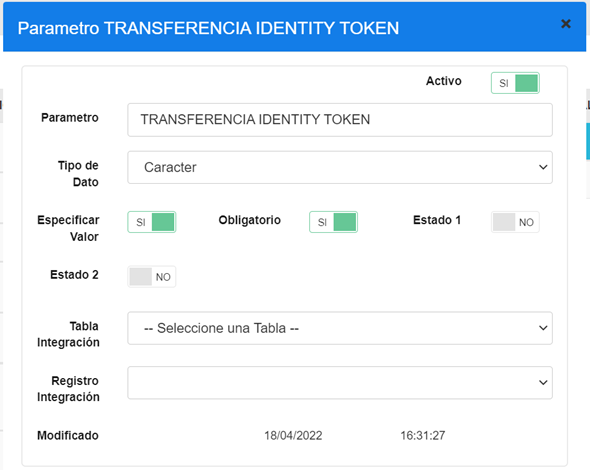 Parametro TRANSFERENCIA IDENTITY TOKEN ×
Activo SI
Parametro TRANSFERENCIA IDENTITY TOKEN
Tipo de Dato Caracter
Especificar Valor SI Obligatorio SI Estado 1 NO
Estado 2 NO
Tabla Integración -- Seleccione una Tabla --
Registro Integración
Modificado 18/04/2022 16:31:27